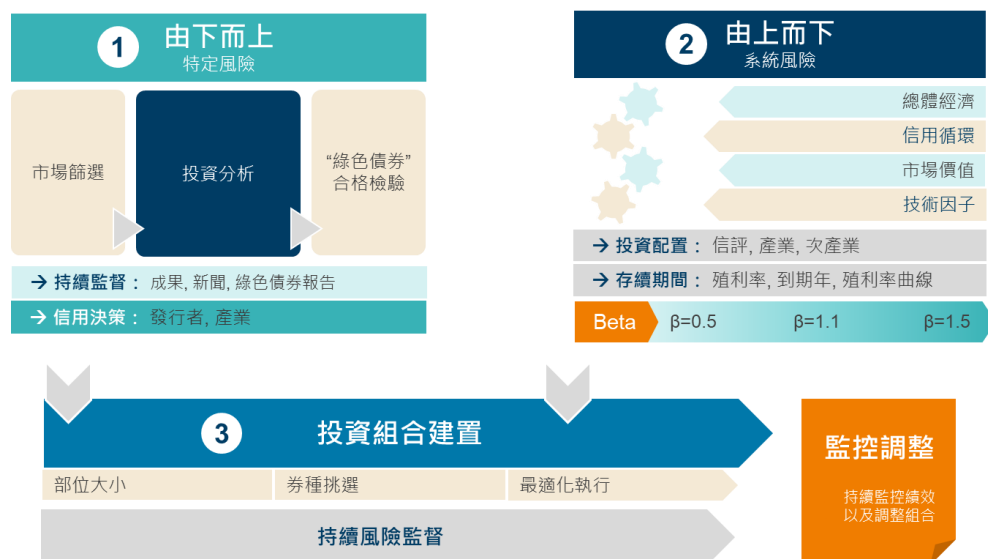 1
由下而上
特定風險
市場篩選
投資分析
“綠色債券”
合格檢驗
→ 持續監督： 成果, 新聞, 綠色債券報告
→ 信用決策： 發行者, 產業
2
由上而下
系統風險
總體經濟
信用循環
市場價值
技術因子
→ 投資配置： 信評, 產業, 次產業
→ 存續期間： 殖利率, 到期年, 殖利率曲線
Beta β=0.5 β=1.1 β=1.5
3
投資組合建置
部位大小
券種挑選
最適化執行
持續風險監督
監控調整
持續監控績效
以及調整組合